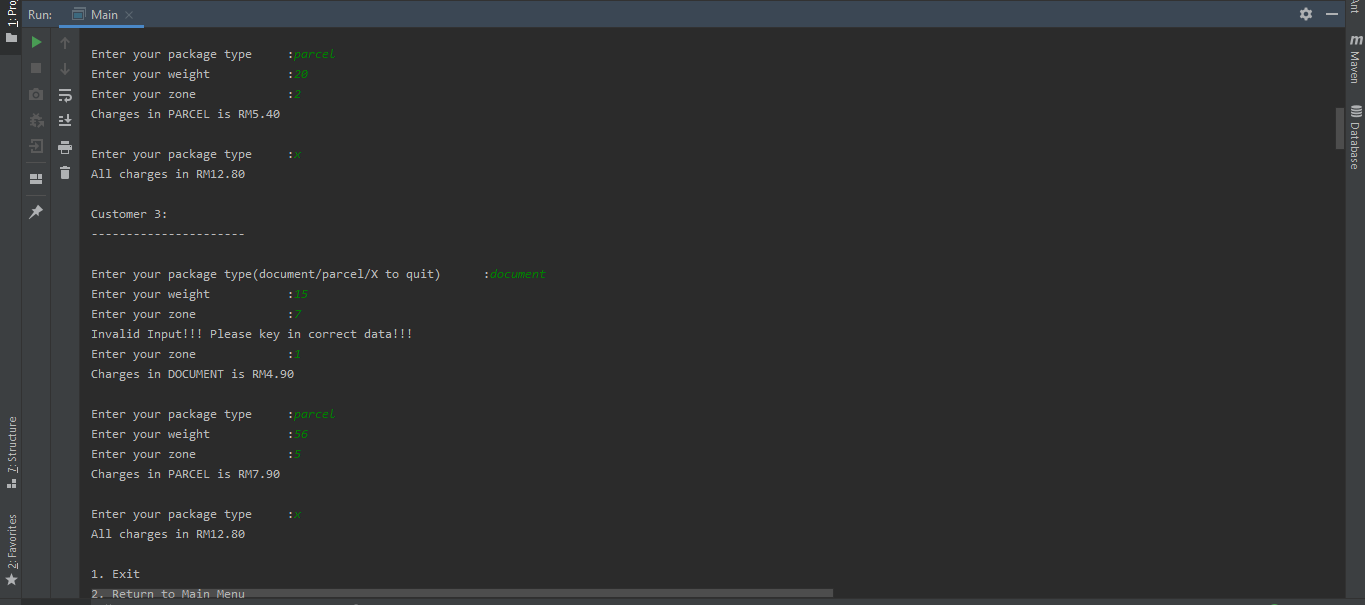 Run: Main
1: Pro
Enter your package type :parcel
Enter your weight :20
Enter your zone :2
Charges in PARCEL is RM5.40
Enter your package type :x
All charges in RM12.80
Customer 3:
----------------------
Enter your package type(document/parcel/X to quit) :document
Enter your weight :15
Enter your zone :7
Invalid Input!!! Please key in correct data!!!
Enter your zone :1
Charges in DOCUMENT is RM4.90
Enter your package type :parcel
Enter your weight :56
Enter your zone :5
Charges in PARCEL is RM7.90
Enter your package type :x
All charges in RM12.80
1. Exit
2. Return to Main Menu
7: Structure
2: Favorites
Ant
m Maven
Database